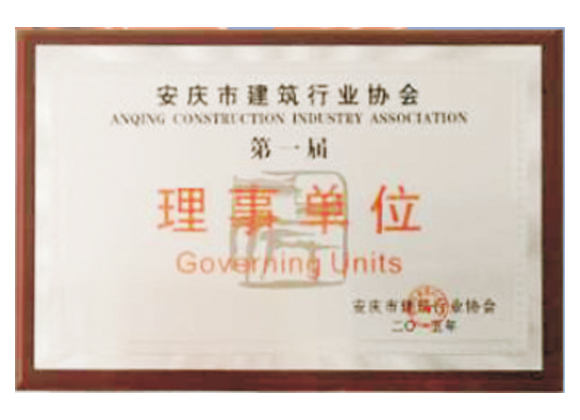 安庆市建筑行业协会
ANQING CONSTRUCTION INDUSTRY ASSOCIATION
第一届
理事单位
Governing Units
安庆市建筑行业协会
二〇一五年